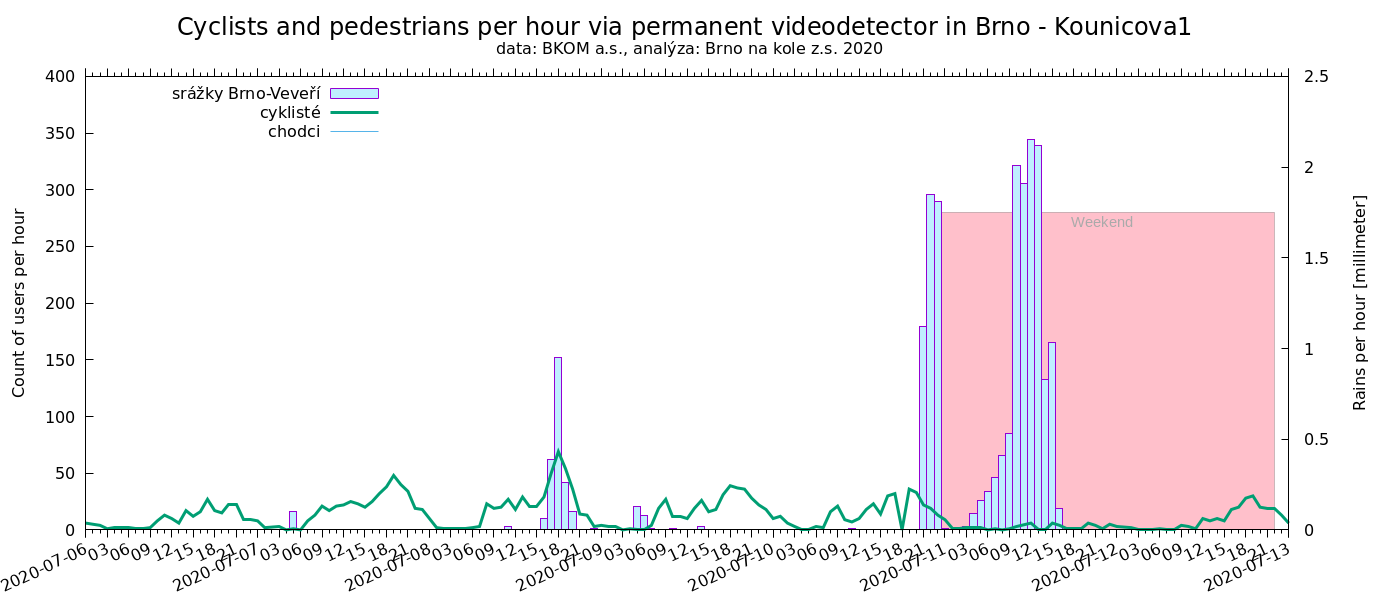 Cyclists and pedestrians per hour via permanent videodetector in Brno - Kounicova1
data: BKOM a.s., analýza: Brno na kole z.s. 2020
400
350
300
250
200
150
100
50
0
2.5
2
1.5
1
0.5
0
srážky Brno-Veveří
cyklisté
chodci
Weekend
Count of users per hour
Rains per hour [millimeter]
2020-07-06 03 06 09 12 15 18 21 2020-07-07 03 06 09 12 15 18 21 2020-07-08 03 06 09 12 15 18 21 2020-07-09 03 06 09 12 15 18 21 2020-07-10 03 06 09 12 15 18 21 2020-07-11 03 06 09 12 15 18 21 2020-07-12 03 06 09 12 15 18 21 2020-07-13